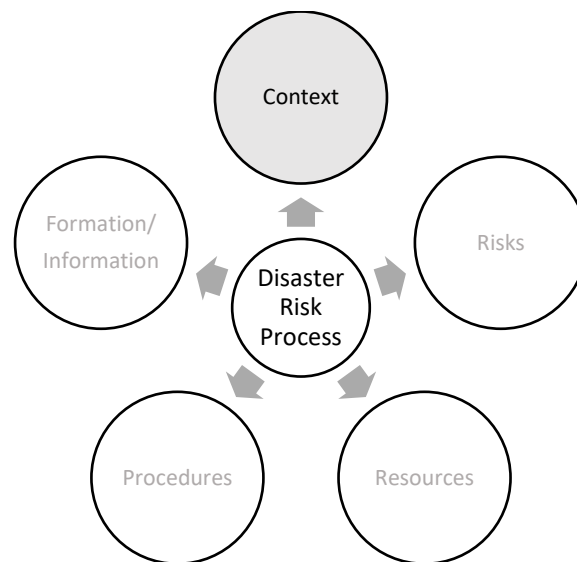 Context
Formation/
Information
Risks
Disaster
Risk
Process
Procedures
Resources